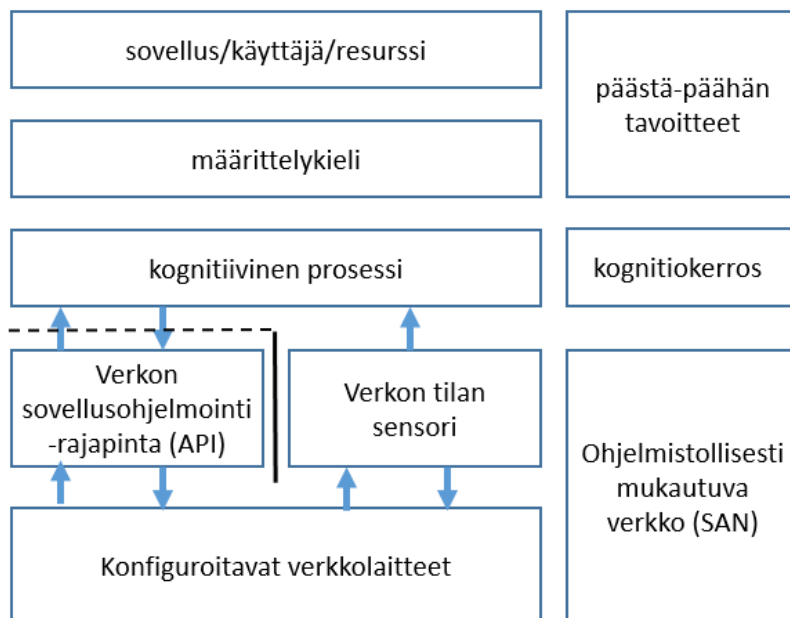 sovellus/käyttäjä/resurssi
päästä-päähän
tavoitteet
määrittelykieli
kognitiivinen prosessi
kognitiokerros
Verkon
sovellusohjelmointi
-rajapinta (API)
Verkon tilan
sensori
Ohjelmistollisesti
mukautuva
verkko (SAN)
Konfiguroitavat verkkolaitteet